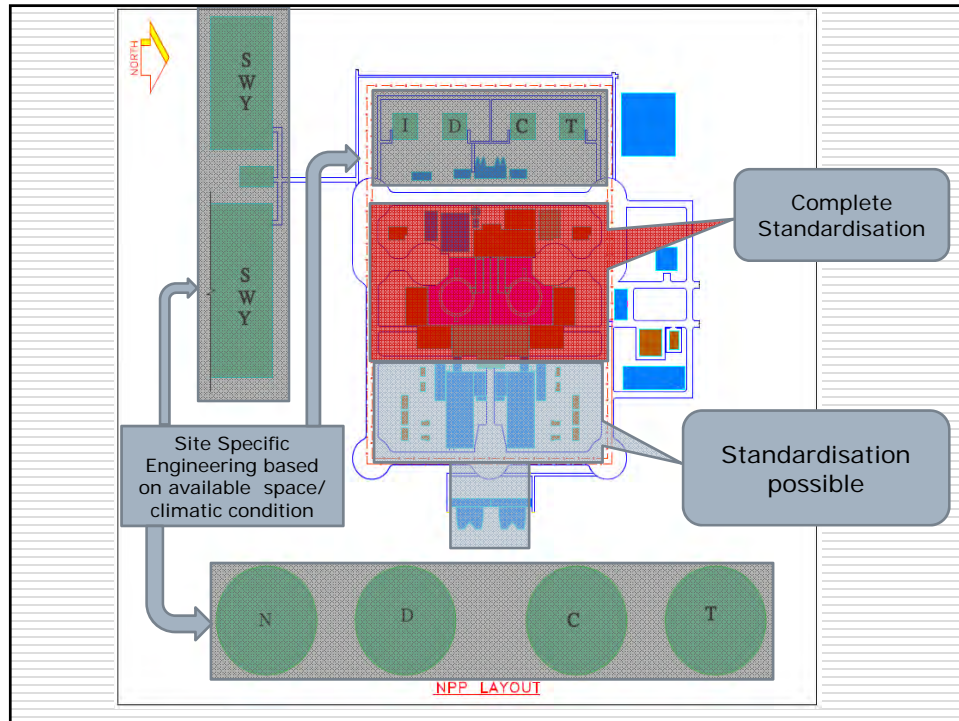 NORTH
S
W
Y
I D C T
Complete
Standardisation
S
W
Y
Site Specific
Engineering based
on available space/
climatic condition
Standardisation
possible
N D C T
NPP LAYOUT